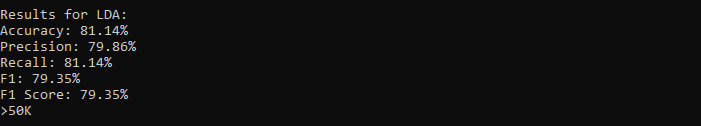 Results for LDA:
Accuracy: 81.14%
Precision: 79.86%
Recall: 81.14%
F1: 79.35%
F1 Score: 79.35%
>50K